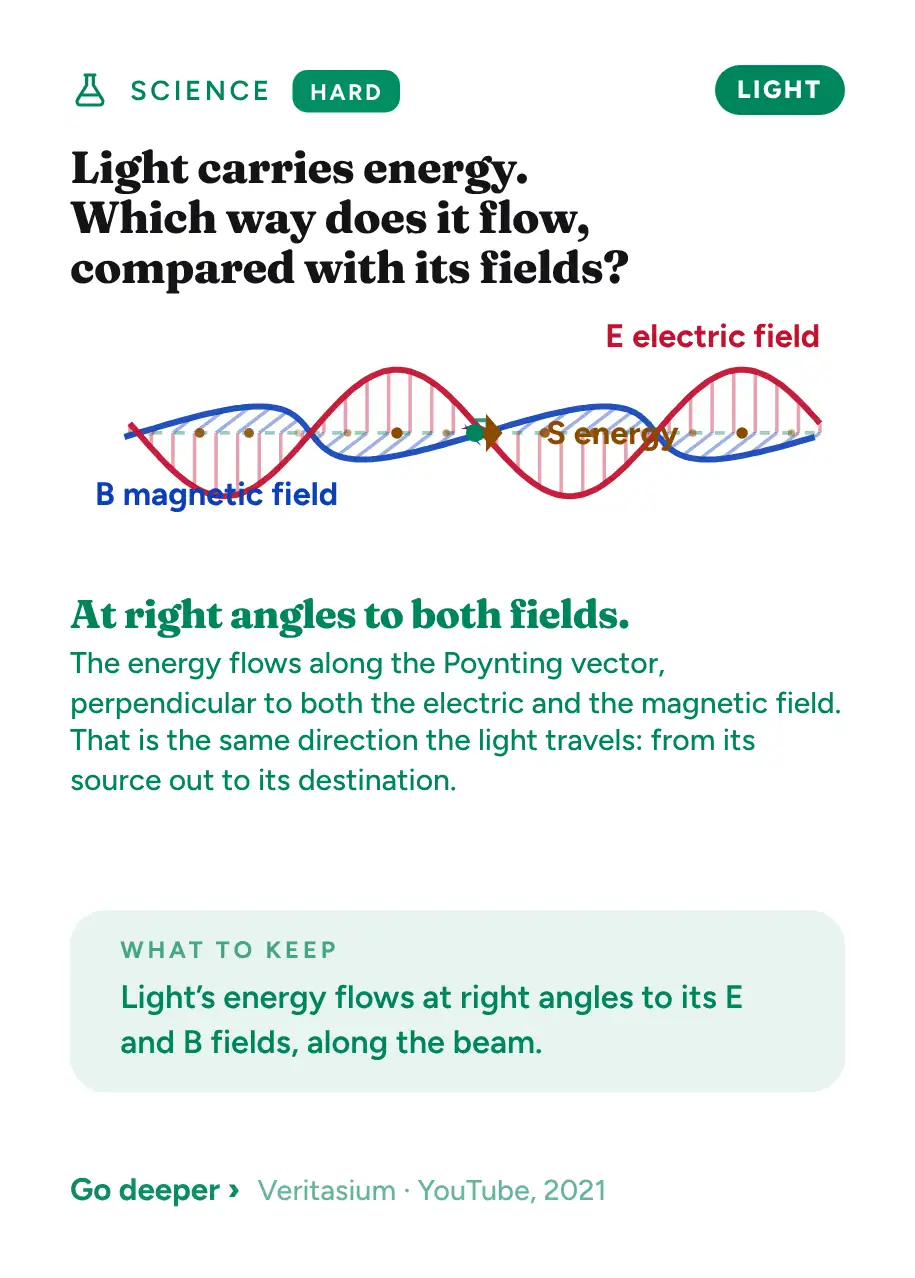 SCIENCE HARD LIGHT
Light carries energy.
Which way does it flow,
compared with its fields?
E electric field
S energy
B magnetic field
At right angles to both fields.
The energy flows along the Poynting vector,
perpendicular to both the electric and the magnetic field.
That is the same direction the light travels: from its
source out to its destination.
WHAT TO KEEP
Light’s energy flows at right angles to its E
and B fields, along the beam.
Go deeper › Veritasium · YouTube, 2021